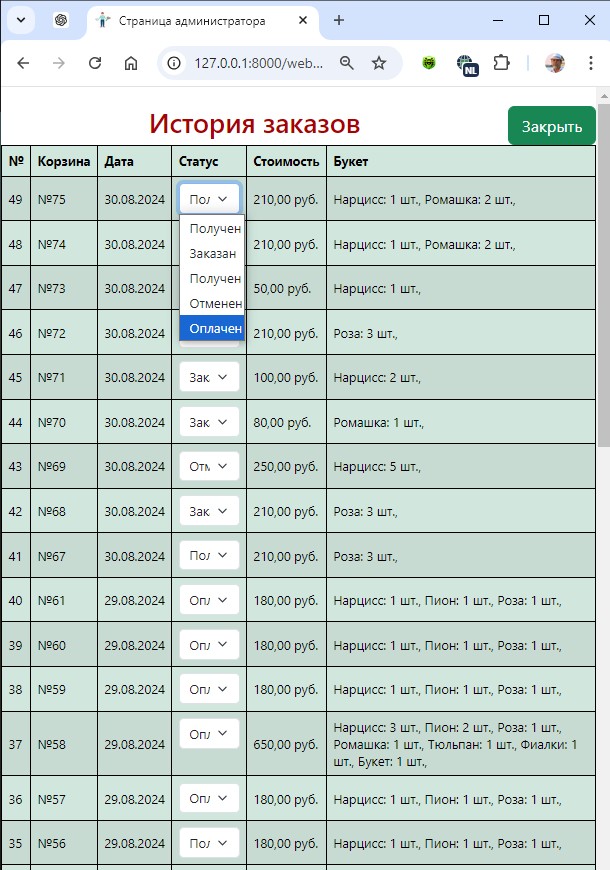 Страница администратора
127.0.0.1:8000/web...
NL
История заказов
Закрыть
№ Корзина Дата Статус Стоимость Букет
49 №75 30.08.2024 Пол 210,00 руб. Нарцисс: 1 шт., Ромашка: 2 шт.,
Получен
48 №74 30.08.2024 210,00 руб. Нарцисс: 1 шт., Ромашка: 2 шт.,
Заказан
Получен
47 №73 30.08.2024 50,00 руб. Нарцисс: 1 шт.,
Отменен
Оплачен
46 №72 30.08.2024 210,00 руб. Роза: 3 шт.,
45 №71 30.08.2024 Зак 100,00 руб. Нарцисс: 2 шт.,
44 №70 30.08.2024 Зак 80,00 руб. Ромашка: 1 шт.,
43 №69 30.08.2024 Отм 250,00 руб. Нарцисс: 5 шт.,
42 №68 30.08.2024 Зак 210,00 руб. Роза: 3 шт.,
41 №67 30.08.2024 Пол 210,00 руб. Роза: 3 шт.,
40 №61 29.08.2024 Опл 180,00 руб. Нарцисс: 1 шт., Пион: 1 шт., Роза: 1 шт.,
39 №60 29.08.2024 Опл 180,00 руб. Нарцисс: 1 шт., Пион: 1 шт., Роза: 1 шт.,
38 №59 29.08.2024 Опл 180,00 руб. Нарцисс: 1 шт., Пион: 1 шт., Роза: 1 шт.,
37 №58 29.08.2024 Опл 650,00 руб. Нарцисс: 3 шт., Пион: 2 шт., Роза: 1 шт.,
Ромашка: 1 шт., Тюльпан: 1 шт., Фиалки: 1
шт., Букет: 1 шт.,
36 №57 29.08.2024 Опл 180,00 руб. Нарцисс: 1 шт., Пион: 1 шт., Роза: 1 шт.,
35 №56 29.08.2024 Пол 180,00 руб. Нарцисс: 1 шт., Пион: 1 шт., Роза: 1 шт.,